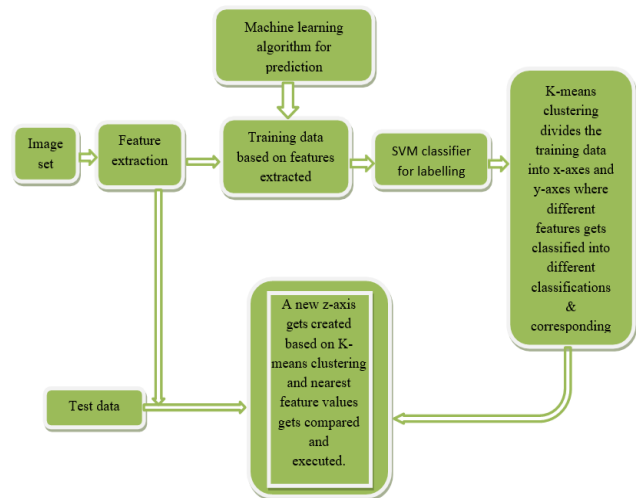 Machine learning
algorithm for
prediction
Image
set
Feature
extraction
Training data
based on features
extracted
SVM classifier
for labelling
K-means
clustering
divides the
training data
into x-axes and
y-axes where
different
features gets
classified into
different
classifications
&
corresponding
A new z-axis
gets created
based on K-
means clustering
and nearest
feature values
gets compared
and
executed.
Test data